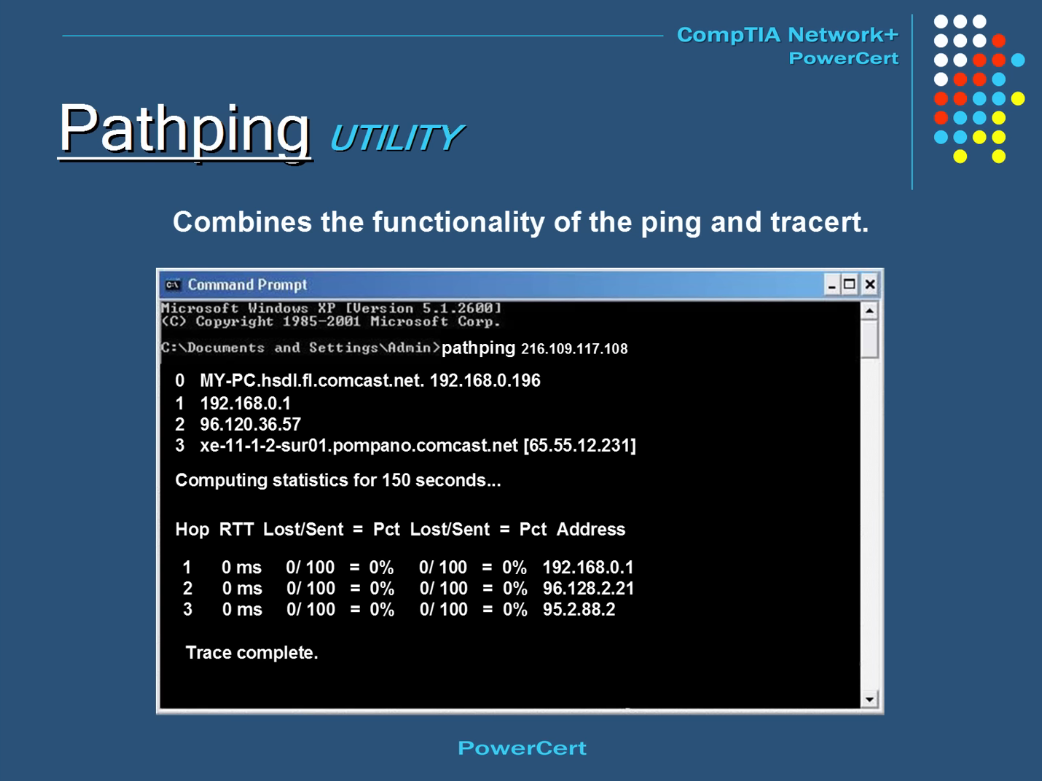 CompTIA Network+
PowerCert
Pathping UTILITY
Combines the functionality of the ping and tracert.
Command Prompt
Microsoft Windows XP [Version 5.1.2600]
(C) Copyright 1985-2001 Microsoft Corp.
C:\Documents and Settings\Admin>pathping 216.109.117.108
0 MY-PC.hsdl.fl.comcast.net. 192.168.0.196
1 192.168.0.1
2 96.120.36.57
3 xe-11-1-2-sur01.pompano.comcast.net [65.55.12.231]
Computing statistics for 150 seconds...
Hop RTT Lost/Sent = Pct Lost/Sent = Pct Address
1 0 ms 0/ 100 = 0% 0/ 100 = 0% 192.168.0.1
2 0 ms 0/ 100 = 0% 0/ 100 = 0% 96.128.2.21
3 0 ms 0/ 100 = 0% 0/ 100 = 0% 95.2.88.2
Trace complete.
PowerCert